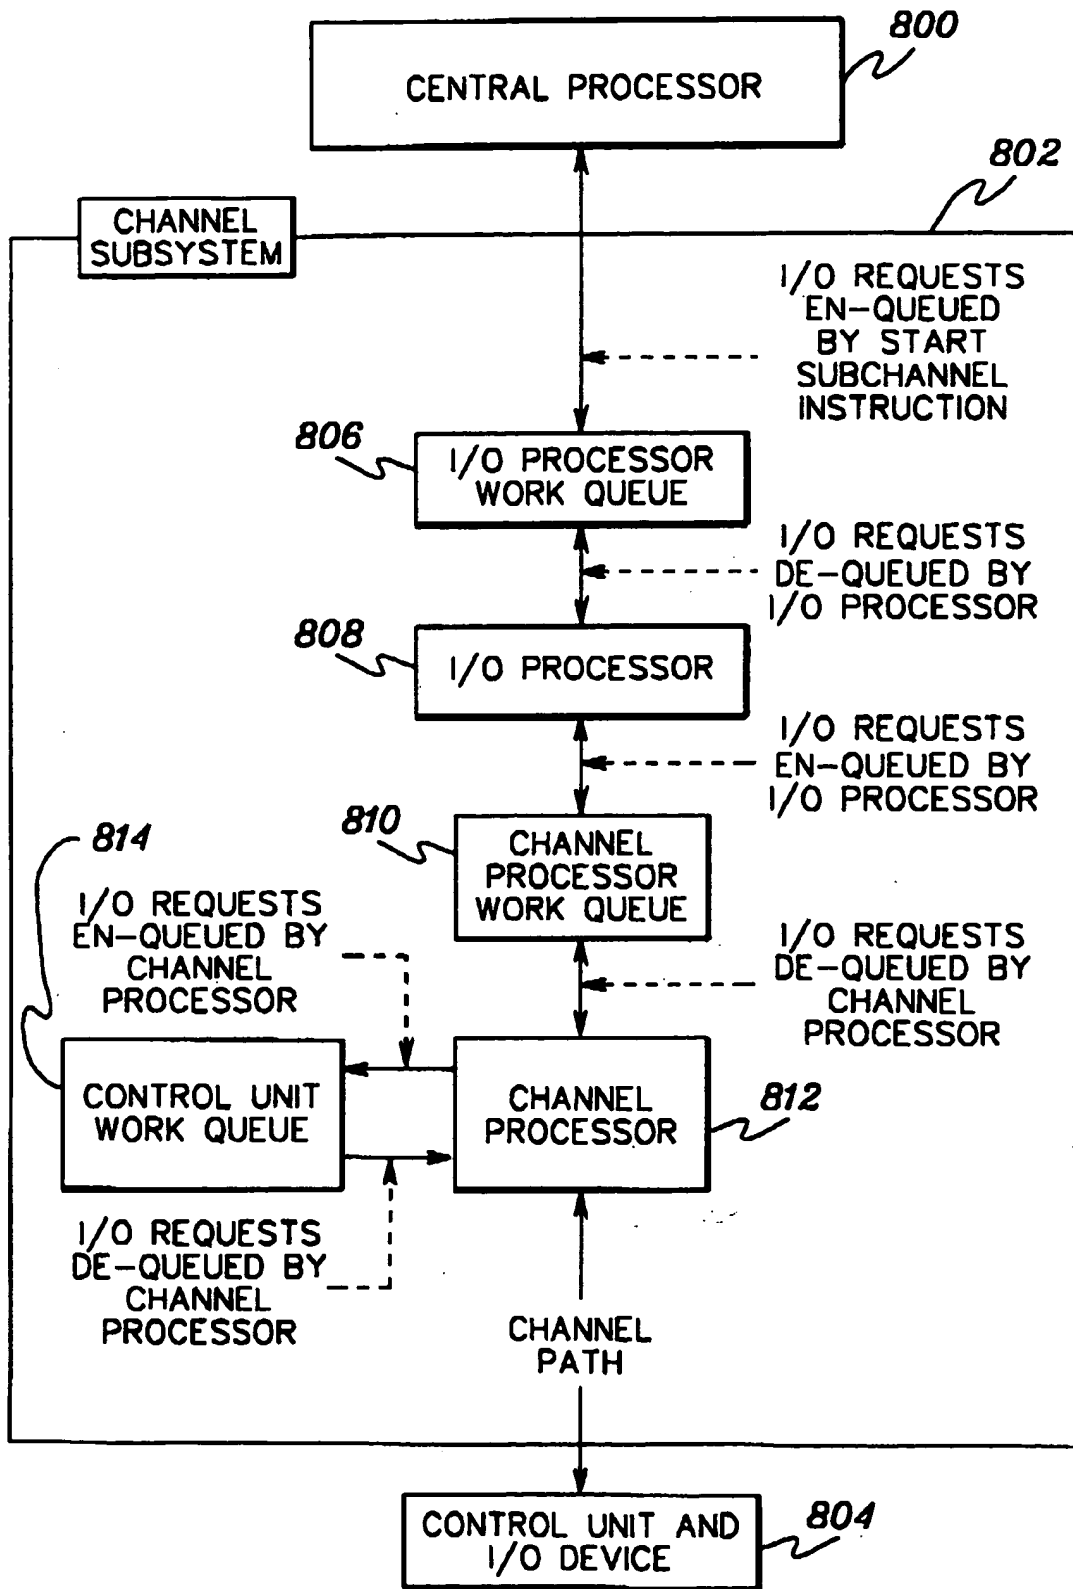 800
CENTRAL PROCESSOR
802
CHANNEL
SUBSYSTEM
I/O REQUESTS
EN-QUEUED
BY START
SUBCHANNEL
INSTRUCTION
806
I/O PROCESSOR
WORK QUEUE
I/O REQUESTS
DE-QUEUED BY
I/O PROCESSOR
808
I/O PROCESSOR
I/O REQUESTS
EN-QUEUED BY
I/O PROCESSOR
810
CHANNEL
PROCESSOR
WORK QUEUE
814
I/O REQUESTS
EN-QUEUED BY
CHANNEL
PROCESSOR
I/O REQUESTS
DE-QUEUED BY
CHANNEL
PROCESSOR
CONTROL UNIT
WORK QUEUE
CHANNEL
PROCESSOR
812
I/O REQUESTS
DE-QUEUED BY
CHANNEL
PROCESSOR
CHANNEL
PATH
CONTROL UNIT AND
I/O DEVICE
804